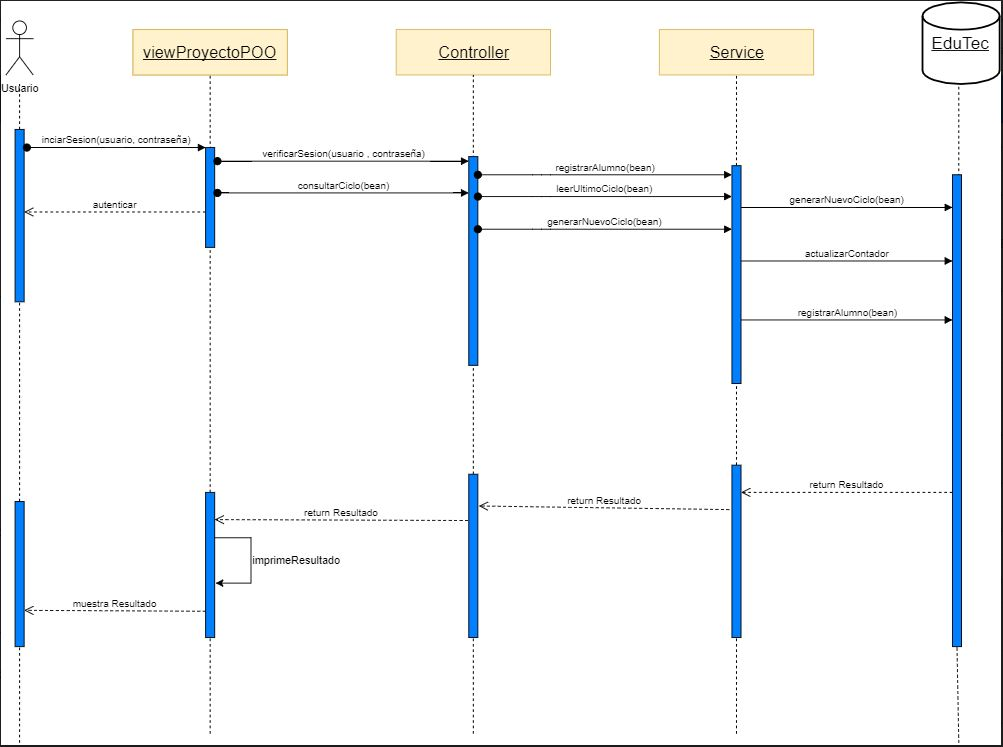 EduTec
viewProyectoPOO
Controller
Service
Usuario
inciarSesion(usuario, contraseña)
verificarSesion(usuario , contraseña)
registrarAlumno(bean)
consultarCiclo(bean)
leerUltimoCiclo(bean)
autenticar
generarNuevoCiclo(bean)
generarNuevoCiclo(bean)
actualizarContador
registrarAlumno(bean)
return Resultado
return Resultado
return Resultado
imprimeResultado
muestra Resultado